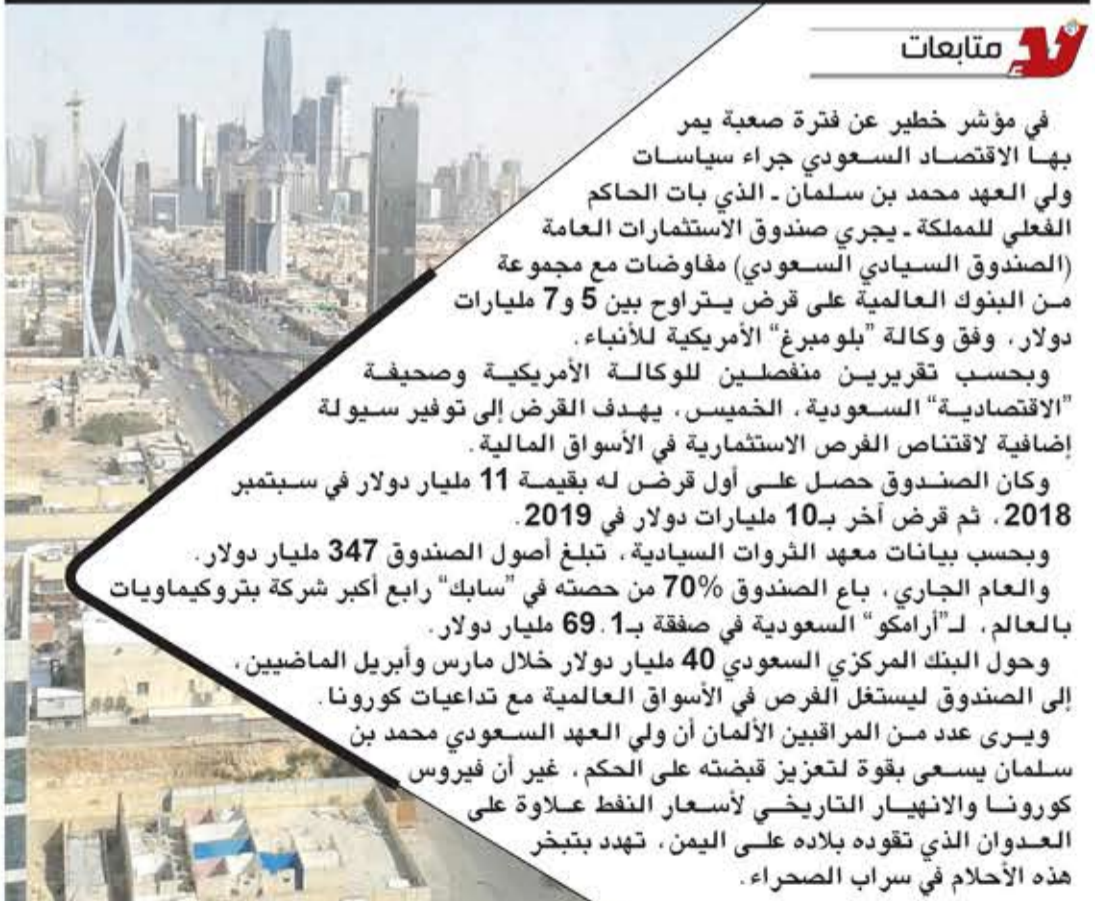 لا متابعات
في مؤشر خطير عن فترة صعبة يمر
بها الاقتصاد السعودي جراء سياسات
ولي العهد محمد بن سلمان ـ الذي بات الحاكم
الفعلي للمملكة ـ يجري صندوق الاستثمارات العامة
(الصندوق السيادي السعودي) مفاوضات مع مجموعة
من البنوك العالمية على قرض يتراوح بين 5 و7 مليارات
دولار، وفق وكالة "بلومبرغ" الأمريكية للأنباء.
وبحسب تقريرين منفصلين للوكالة الأمريكية وصحيفة
"الاقتصادية" السعودية، الخميس، يهدف القرض إلى توفير سيولة
إضافية لاقتناص الفرص الاستثمارية في الأسواق المالية.
وكان الصندوق حصل على أول قرض له بقيمة 11 مليار دولار في سبتمبر
2018، ثم قرض آخر بـ10 مليارات دولار في 2019.
وبحسب بيانات معهد الثروات السيادية، تبلغ أصول الصندوق 347 مليار دولار.
والعام الجاري، باع الصندوق 70% من حصته في "سابك" رابع أكبر شركة بتروكيماويات
بالعالم، لـ"أرامكو" السعودية في صفقة بـ69.1 مليار دولار.
وحول البنك المركزي السعودي 40 مليار دولار خلال مارس وأبريل الماضيين،
إلى الصندوق ليستغل الفرص في الأسواق العالمية مع تداعيات كورونا.
ويرى عدد من المراقبين الألمان أن ولي العهد السعودي محمد بن
سلمان يسعى بقوة لتعزيز قبضته على الحكم، غير أن فيروس
كورونا والانهيار التاريخي لأسعار النفط علاوة على
العدوان الذي تقوده بلاده على اليمن، تهدد بتبخر
هذه الأحلام في سراب الصحراء.